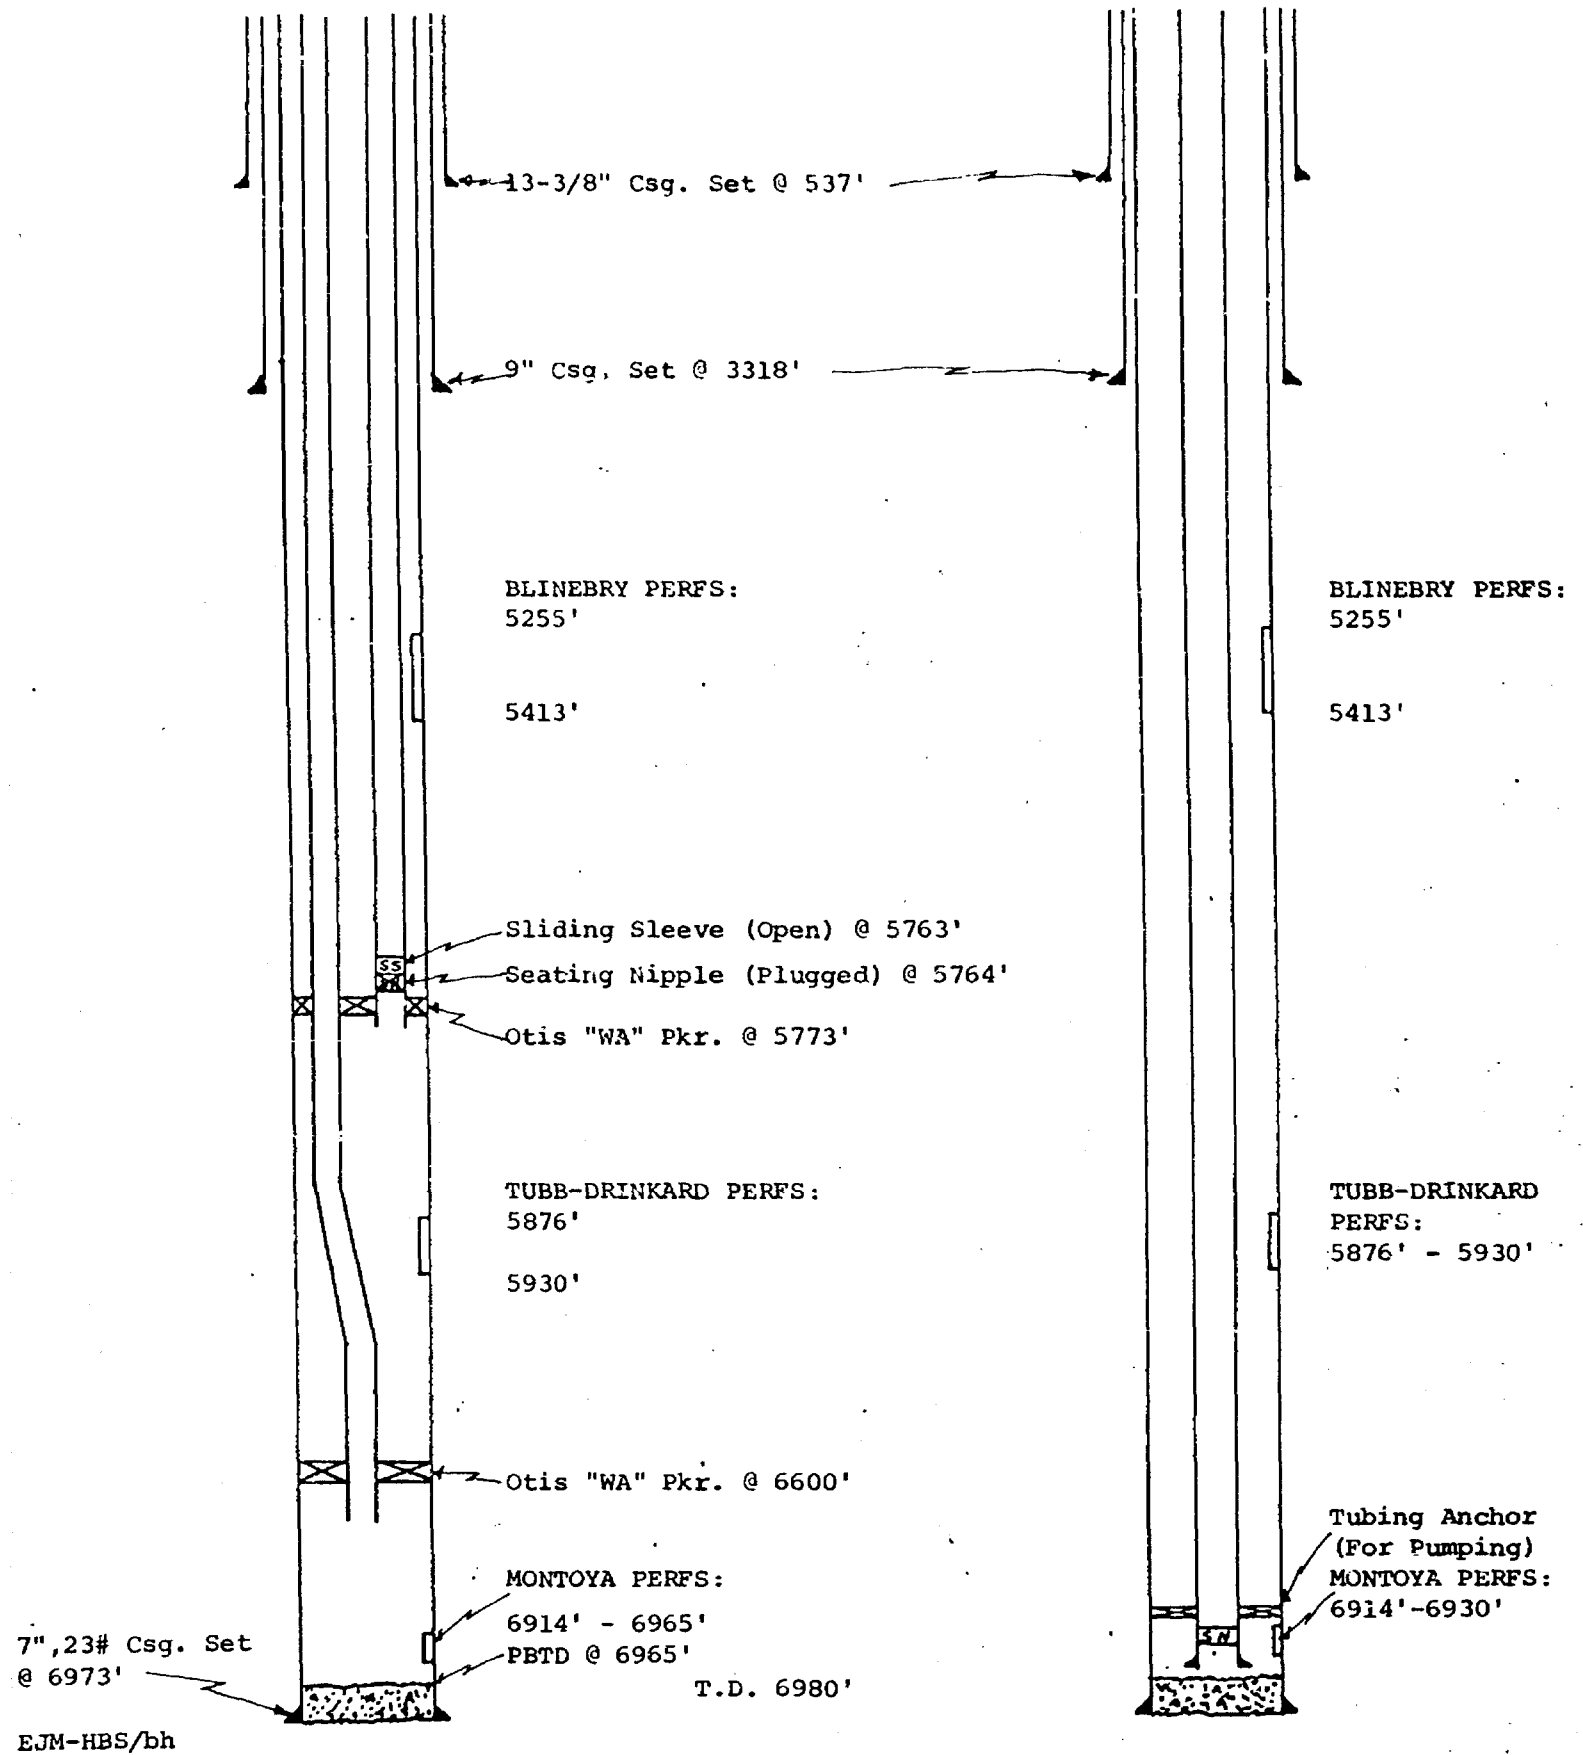 13-3/8" Csg. Set @ 537'
9" Csg. Set @ 3318'
BLINEBRY PERFS:
5255'
5413'
BLINEBRY PERFS:
5255'
5413'
Sliding Sleeve (Open) @ 5763'
SS
Seating Nipple (Plugged) @ 5764'
Otis "WA" Pkr. @ 5773'
TUBB-DRINKARD PERFS:
5876'
5930'
TUBB-DRINKARD
PERFS:
5876' - 5930'
Otis "WA" Pkr. @ 6600'
Tubing Anchor
(For Pumping)
MONTOYA PERFS:
6914'-6930'
SN
MONTOYA PERFS:
6914' - 6965'
PBTD @ 6965'
T.D. 6980'
7",23# Csg. Set
@ 6973'
EJM-HBS/bh